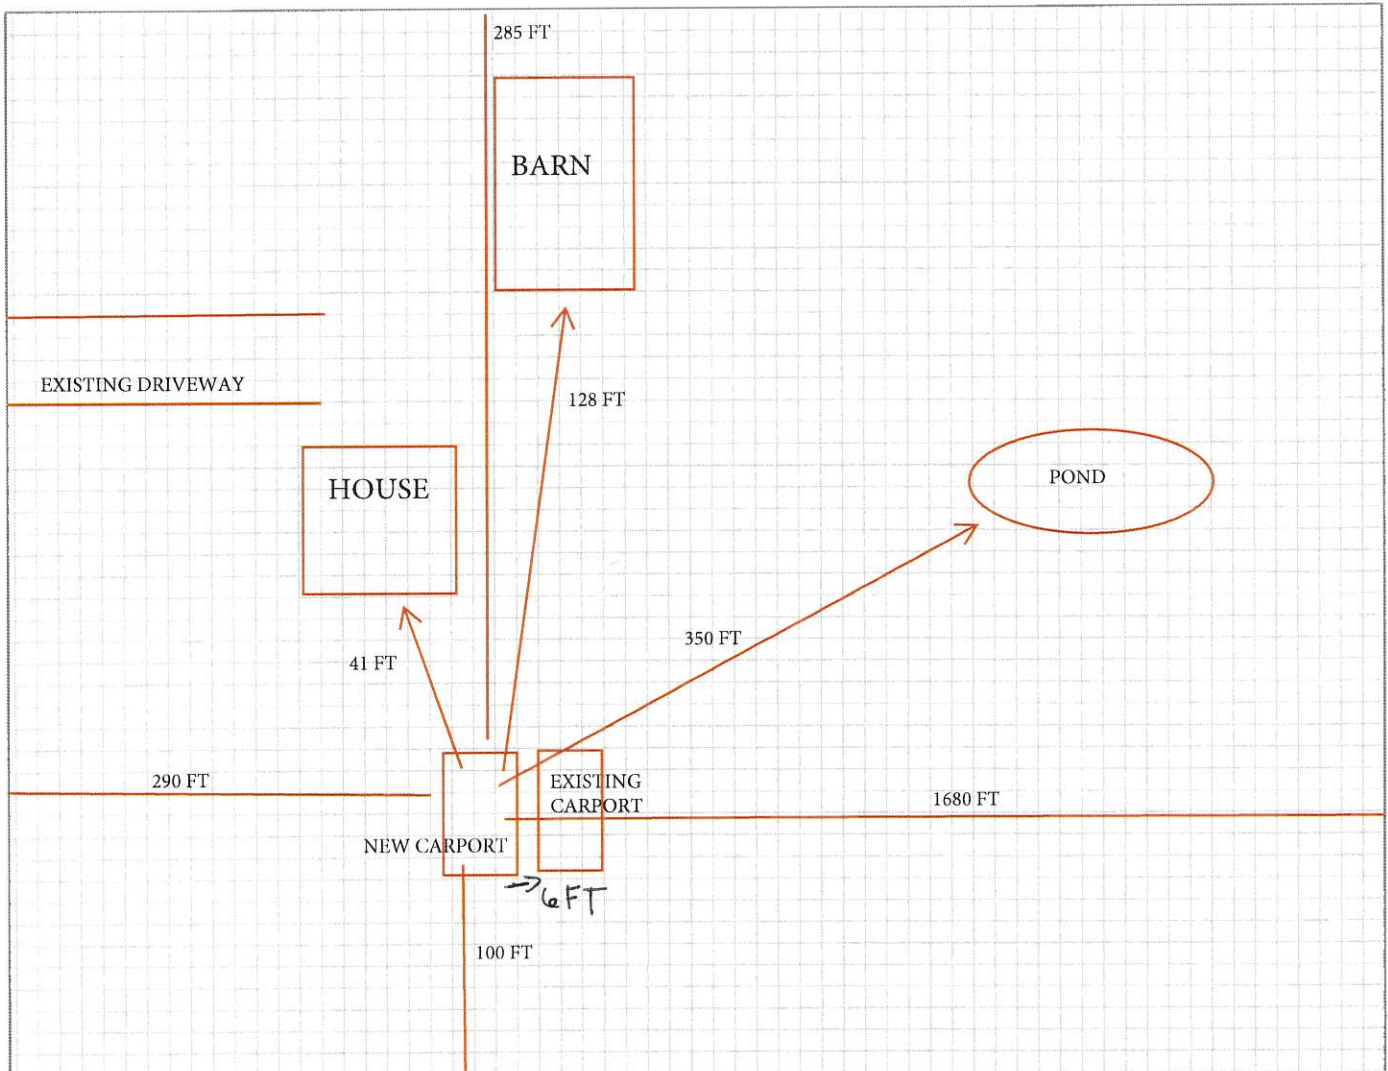 285 FT
BARN
EXISTING DRIVEWAY
128 FT
HOUSE
POND
350 FT
41 FT
290 FT
EXISTING
CARPORT
1680 FT
NEW CARPORT
6FT
100 FT